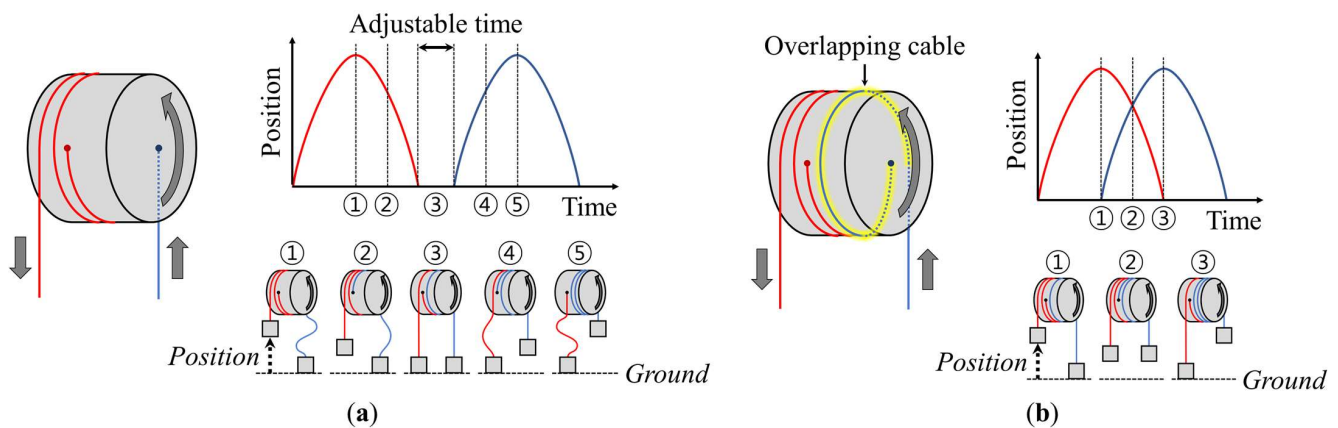 Adjustable time
Position
① ② ③ ④ ⑤ Time
① ② ③ ④ ⑤
Position
Ground
(a)
Overlapping cable
Position
① ② ③ Time
① ② ③
Position
Ground
(b)